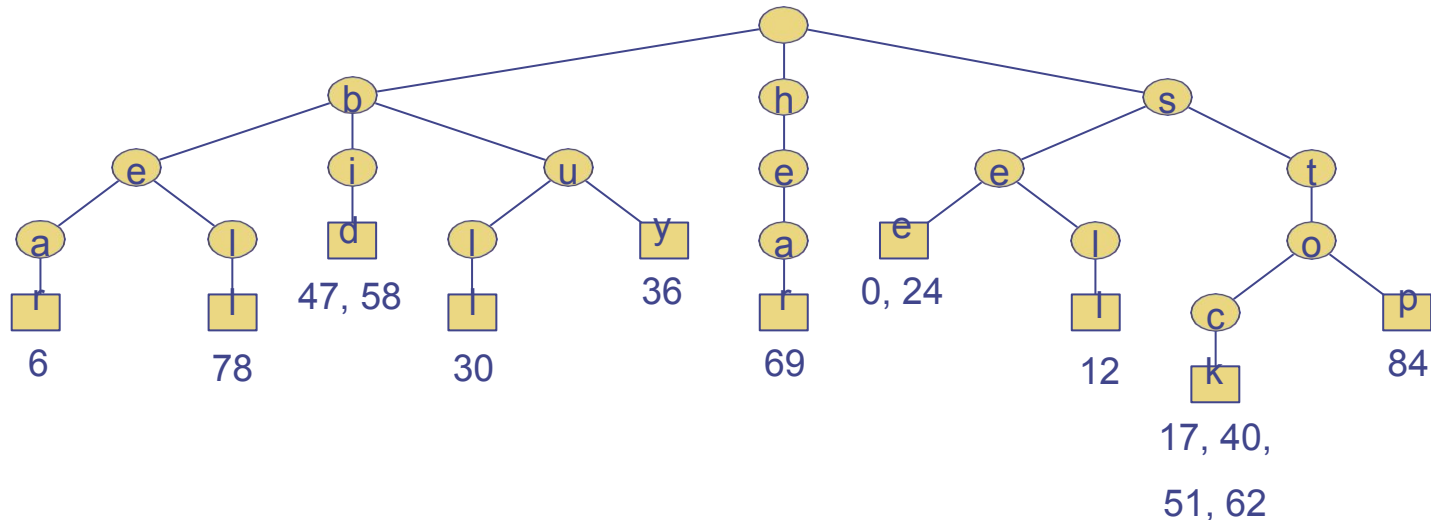 b h s
e i u e e t
a l d l y a e l o
r l 47, 58 l 36 r 0, 24 l c p
6 78 30 69 12 k 84
17, 40,
51, 62